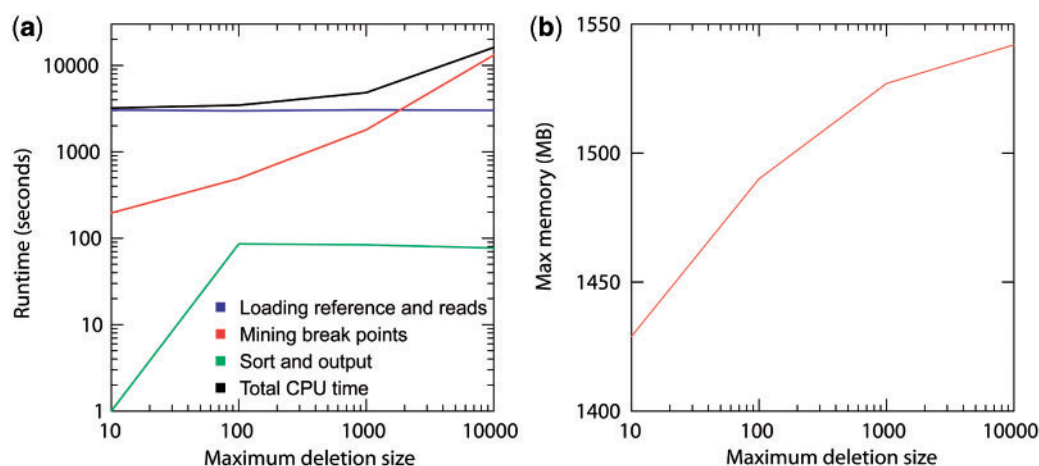 (a)
Runtime (seconds)
10000
1000
100
10
1
Loading reference and reads
Mining break points
Sort and output
Total CPU time
10 100 1000 10000
Maximum deletion size
(b)
Max memory (MB)
1550
1500
1450
1400
10 100 1000 10000
Maximum deletion size